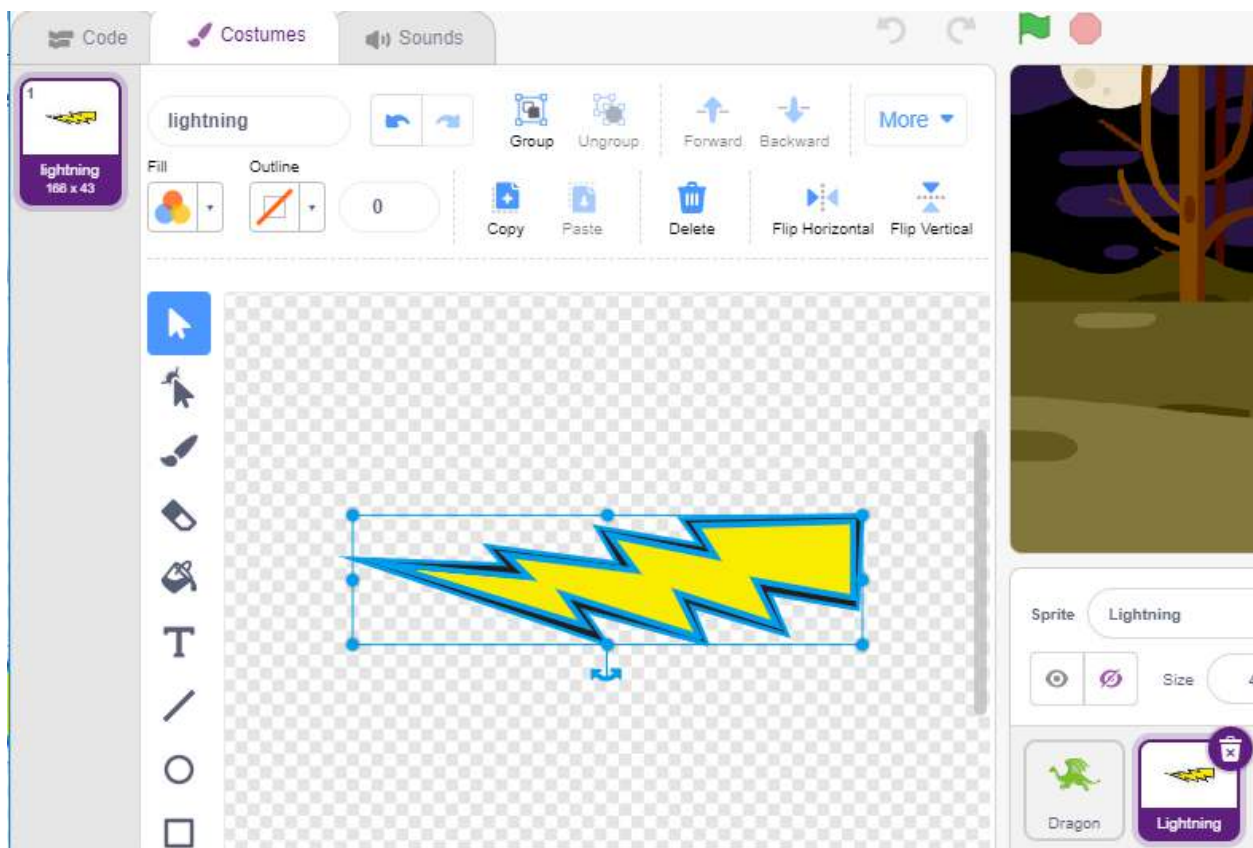 Code Costumes Sounds
1
lightning
166 x 43
lightning
Group Ungroup Forward Backward More
Fill Outline
0
Copy Paste Delete Flip Horizontal Flip Vertical
T
Sprite Lightning
Size
Dragon Lightning